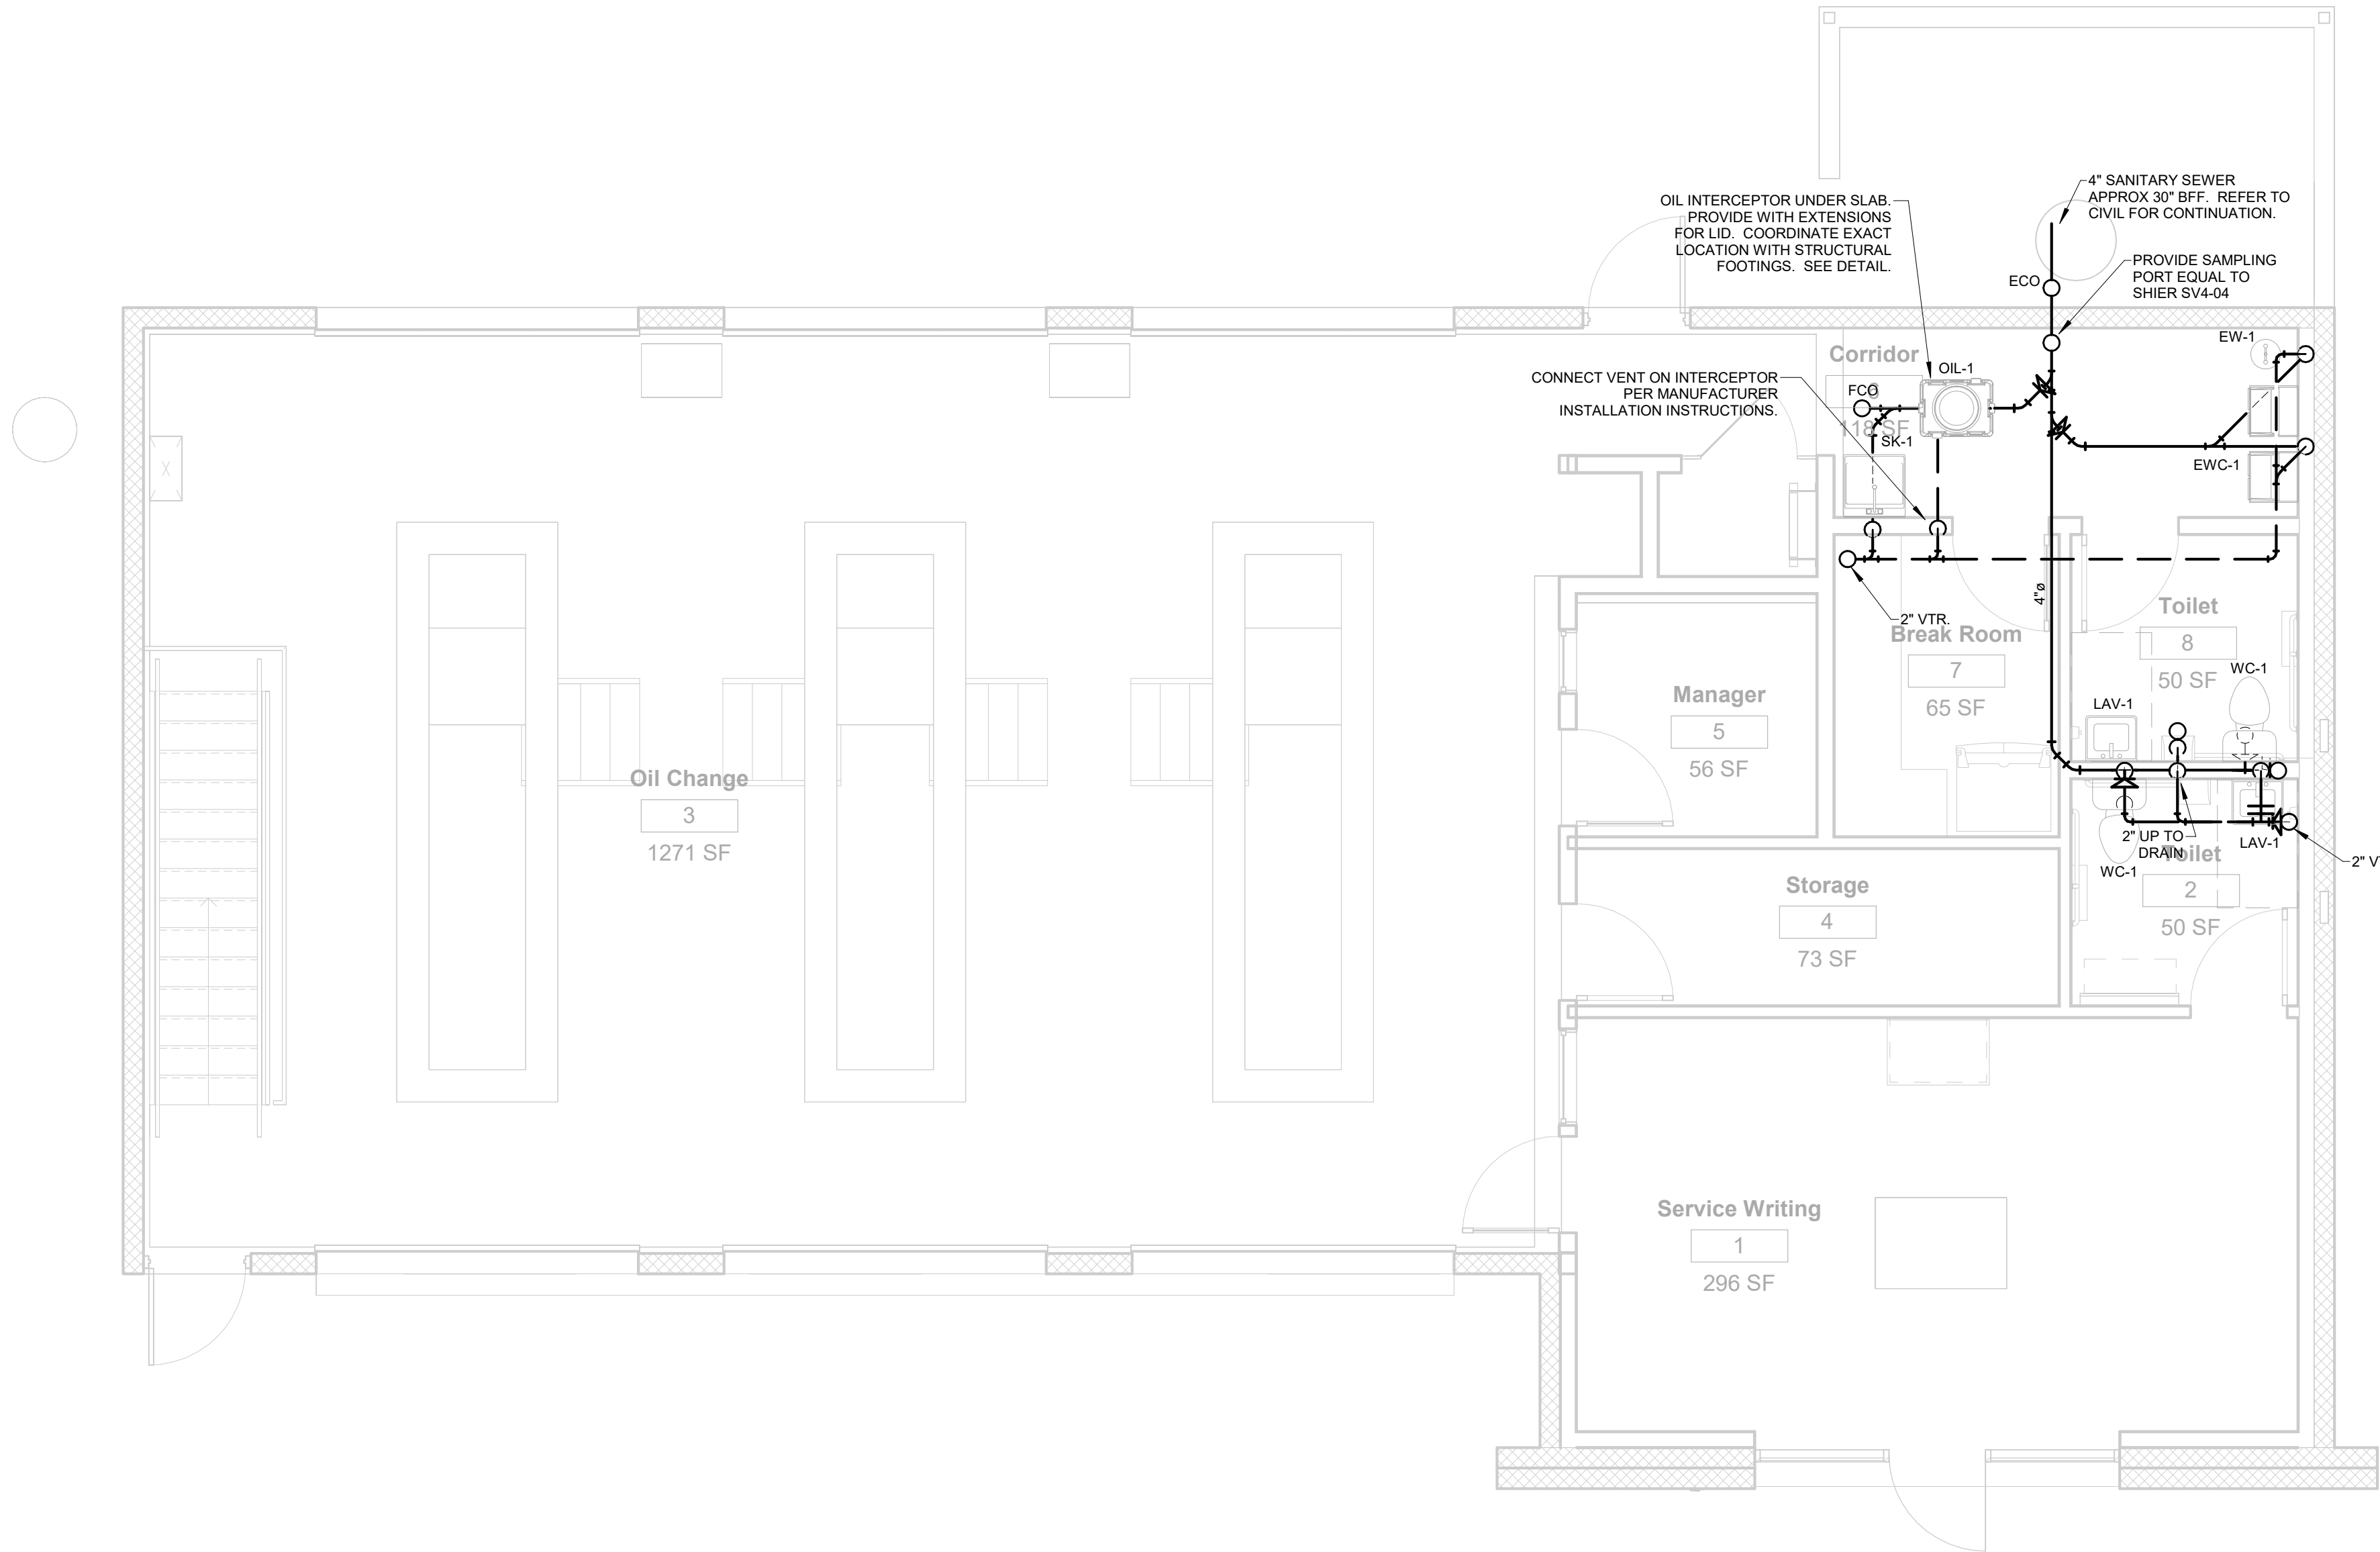 4" SANITARY SEWER
APPROX 30" BFF. REFER TO
CIVIL FOR CONTINUATION.
OIL INTERCEPTOR UNDER SLAB.
PROVIDE WITH EXTENSIONS
FOR LID. COORDINATE EXACT
LOCATION WITH STRUCTURAL
FOOTINGS. SEE DETAIL.
PROVIDE SAMPLING
PORT EQUAL TO
SHIER SV4-04
ECO
EW-1
Corridor
OIL-1
CONNECT VENT ON INTERCEPTOR
PER MANUFACTURER
INSTALLATION INSTRUCTIONS.
FCO
118 SF
SK-1
EWC-1
4"ø
2" VTR.
Toilet
8
50 SF
Break Room
7
65 SF
WC-1
LAV-1
Manager
5
56 SF
Oil Change
3
1271 SF
2" UP TO
DRAIN
LAV-1
2" V
WC-1
Toilet
2
50 SF
Storage
4
73 SF
Service Writing
1
296 SF